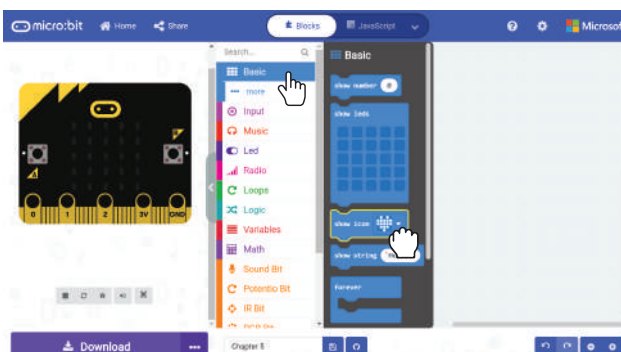 micro:bit Home Share Blocks JavaScript Microsoft
Search...
Basic
more
Input
Music
Led
Radio
Loops
Logic
Variables
Math
Sound Bit
Potentio Bit
IR Bit
Basic
show number 0
show leds
show icon
show string
forever
B
A
0 1 2 3V GND
Download
Chapter 5